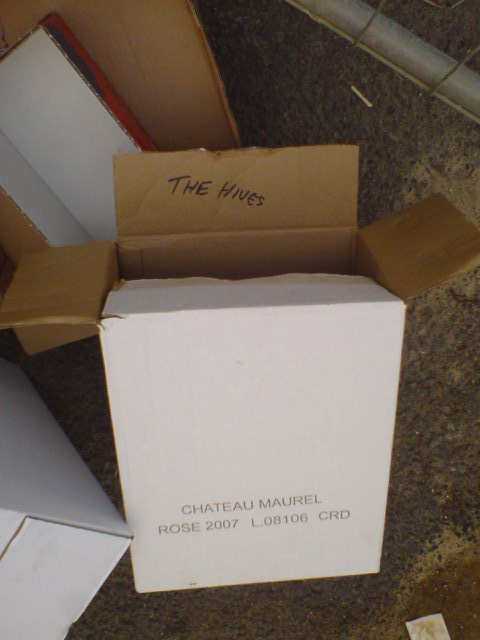 THE HIVES
CHATEAU MAUREL
ROSE 2007 L.08106 CRD